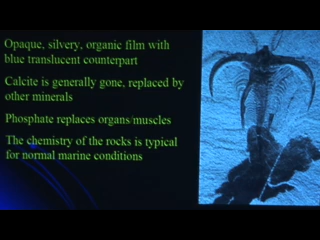 Opaque, silvery, organic film with
blue translucent counterpart
Calcite is generally gone, replaced by
other minerals
Phosphate replaces organs/muscles
The chemistry of the rocks is typical
for normal marine conditions